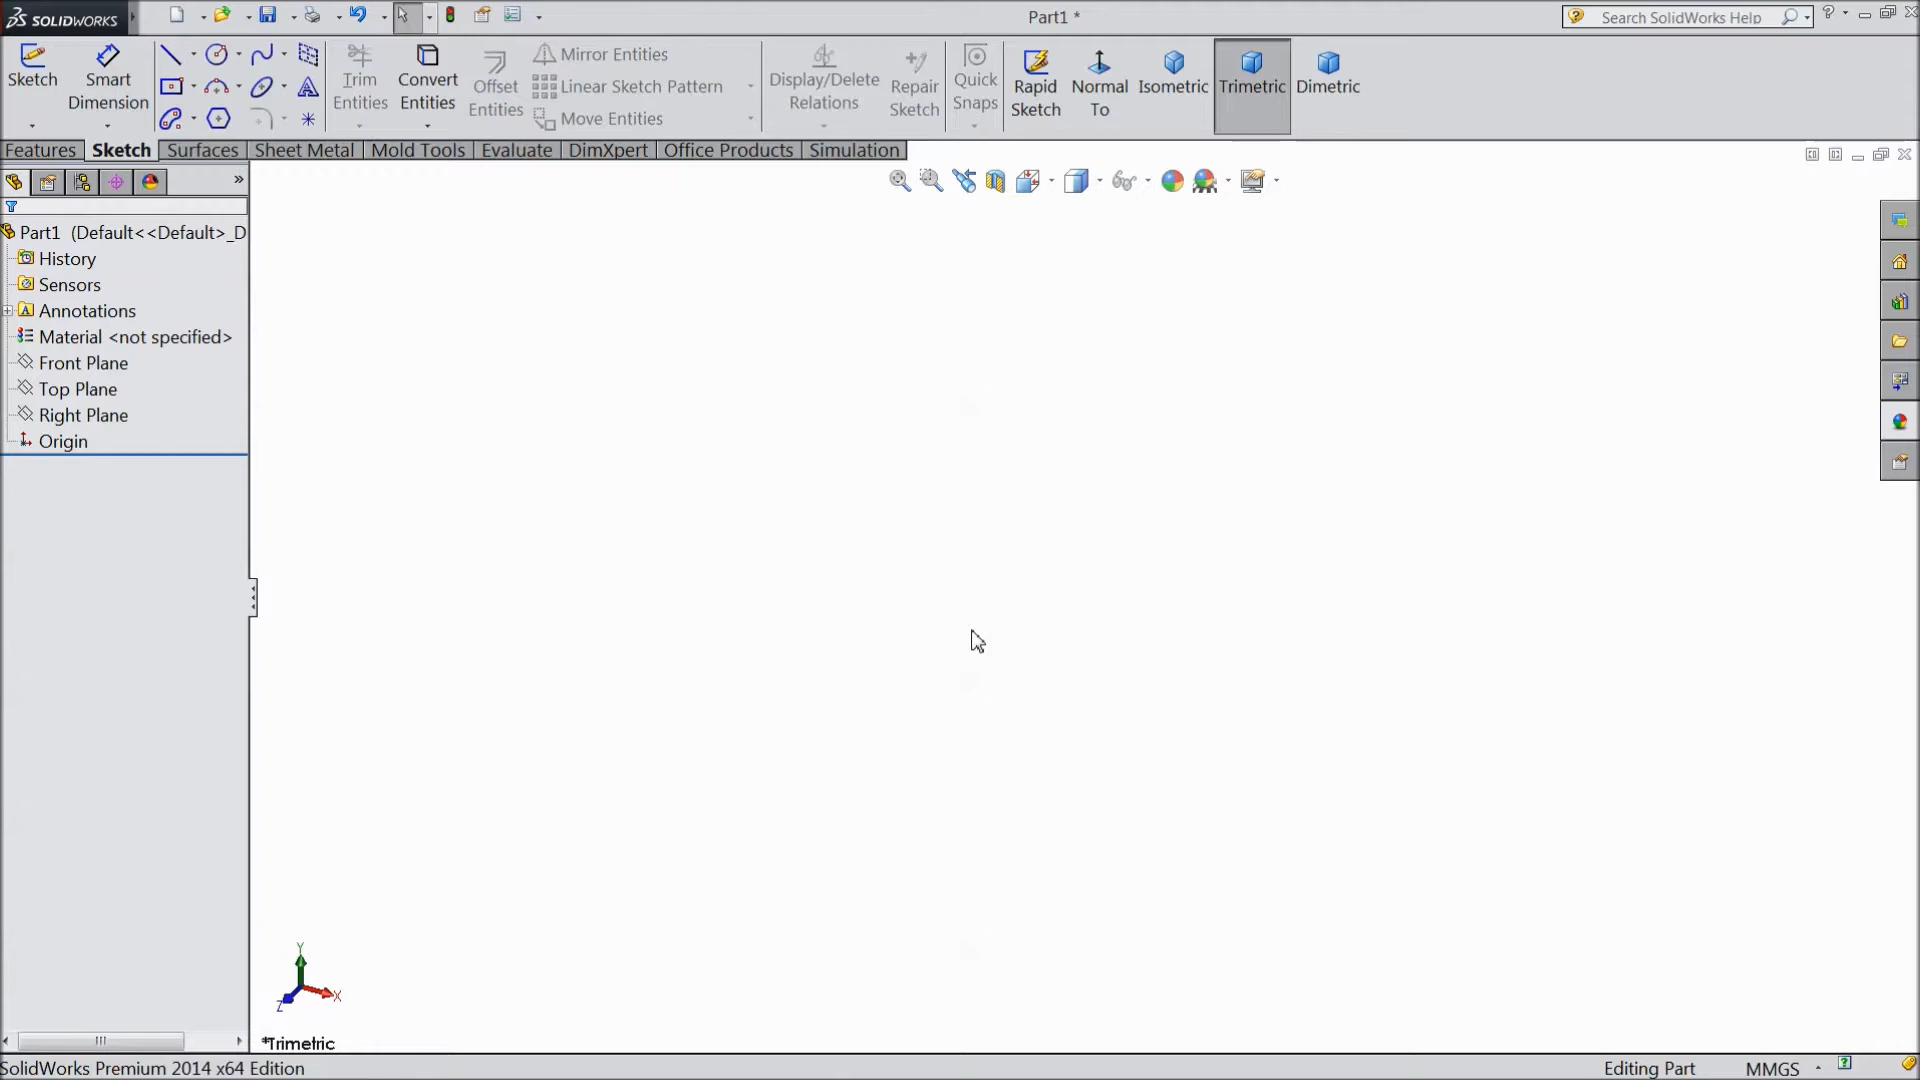 SOLIDWORKS
Part1 *
Search SolidWorks Help
Sketch
Smart Dimension
Trim Entities
Convert Entities
Offset Entities
Mirror Entities
Linear Sketch Pattern
Move Entities
Display/Delete Relations
Repair Sketch
Quick Snaps
Rapid Sketch
Normal To
Isometric
Trimetric
Dimetric
Features Sketch Surfaces Sheet Metal Mold Tools Evaluate DimXpert Office Products Simulation
Part1 (Default<<Default>_D
History
Sensors
Annotations
Material <not specified>
Front Plane
Top Plane
Right Plane
Origin
Y
X
Z
*Trimetric
SolidWorks Premium 2014 x64 Edition
Editing Part
MMGS